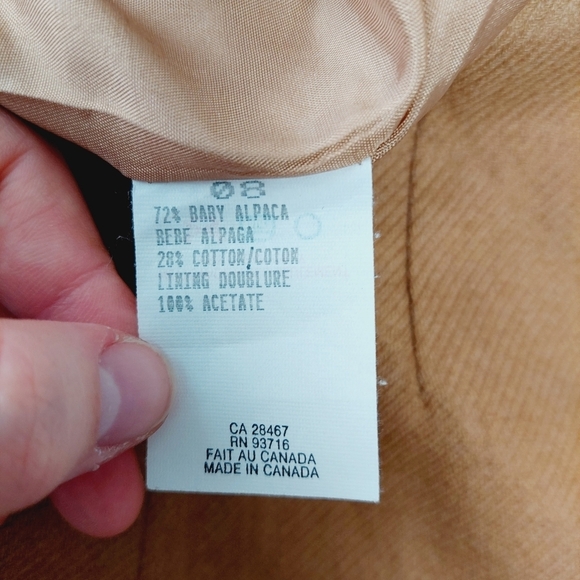 08
72% BABY ALPACA
BEBE ALPAGA
28% COTTON/COTON
LINING DOUBLURE
100% ACETATE
CA 28467
RN 93716
FAIT AU CANADA
MADE IN CANADA